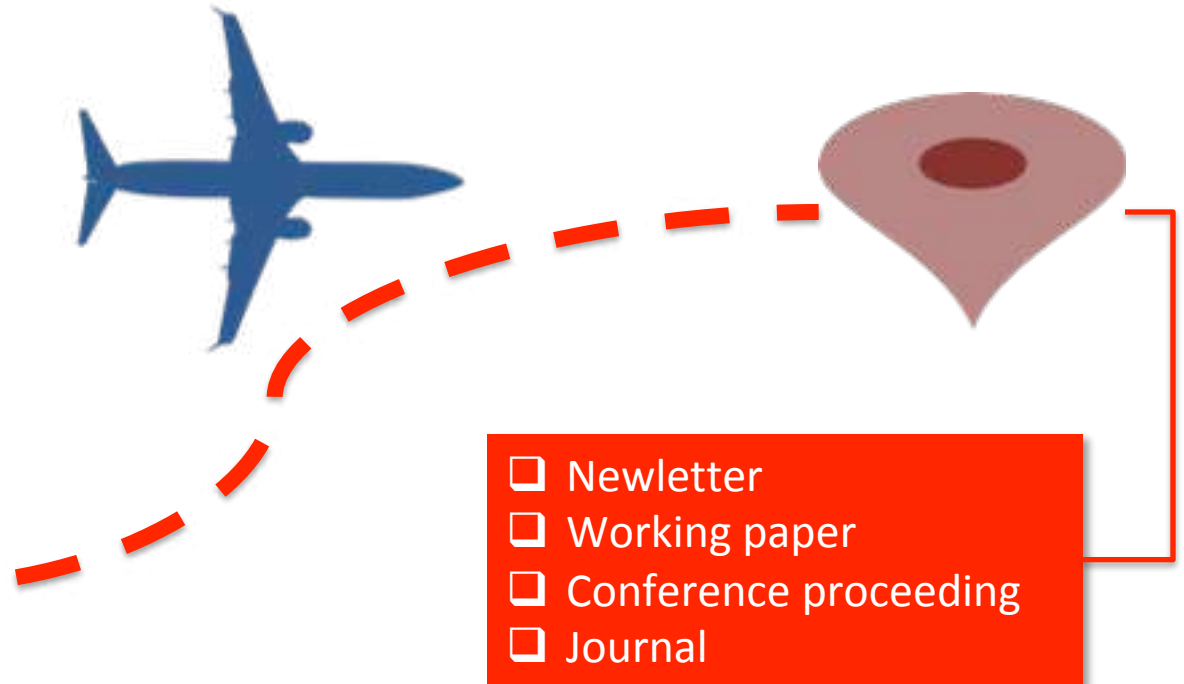 ❑ Newletter
❑ Working paper
❑ Conference proceeding
❑ Journal